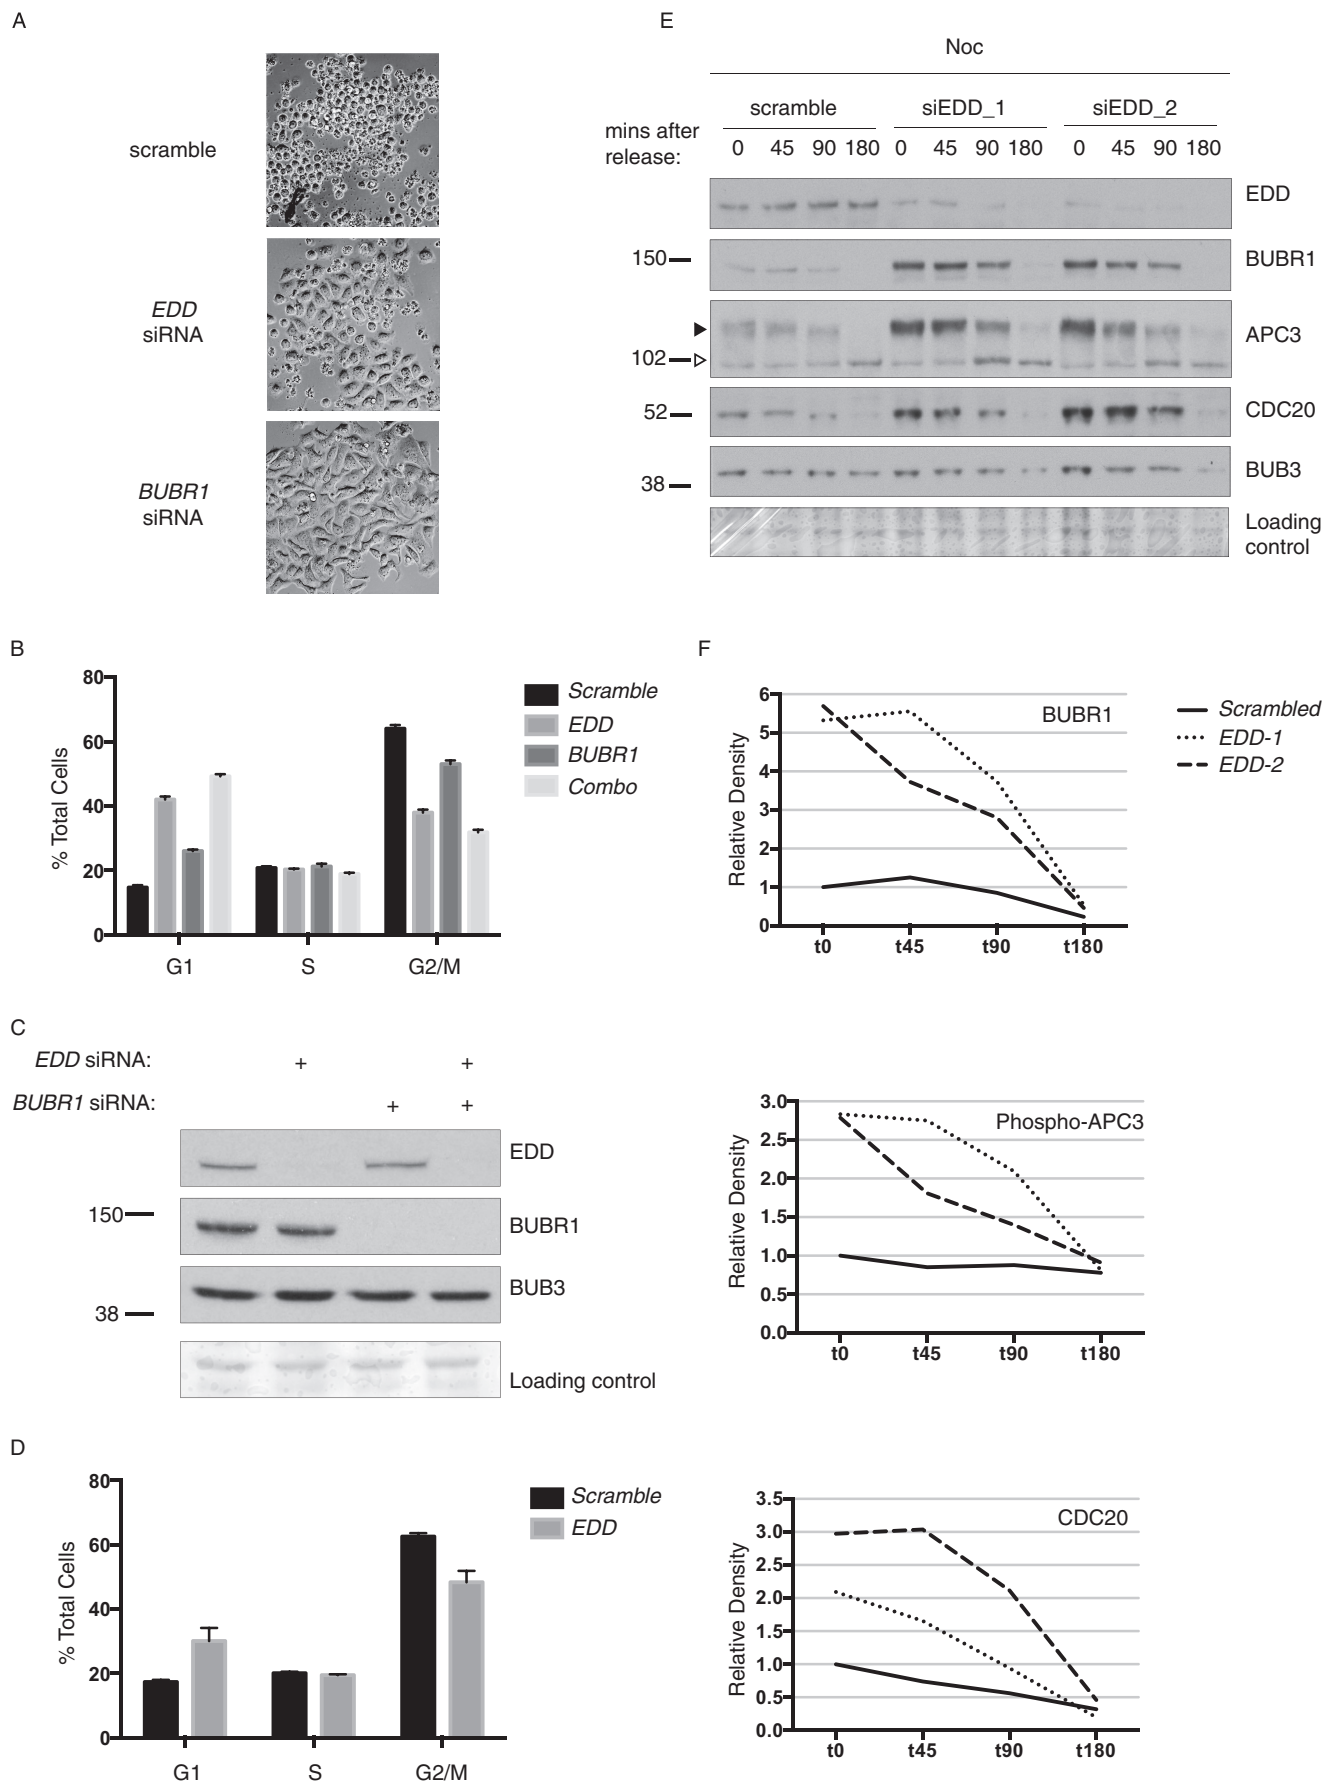 A
scramble
EDD
siRNA
BUBR1
siRNA
B
80
60
40
20
0
% Total Cells
G1
S
G2/M
Scramble
EDD
BUBR1
Combo
C
EDD siRNA:
+
+
BUBR1 siRNA:
+
+
EDD
150
BUBR1
BUB3
38
Loading control
D
80
60
40
20
0
% Total Cells
G1
S
G2/M
Scramble
EDD
E
Noc
scramble
siEDD_1
siEDD_2
mins after
release:
0 45 90 180 0 45 90 180 0 45 90 180
EDD
150
BUBR1
APC3
102
52
CDC20
BUB3
38
Loading
control
F
6
5
4
3
2
1
0
Relative Density
BUBR1
t0 t45 t90 t180
Scrambled
EDD-1
EDD-2
3.0
2.5
2.0
1.5
1.0
0.5
0.0
Relative Density
Phospho-APC3
t0 t45 t90 t180
3.5
3.0
2.5
2.0
1.5
1.0
0.5
0.0
Relative Density
CDC20
t0 t45 t90 t180